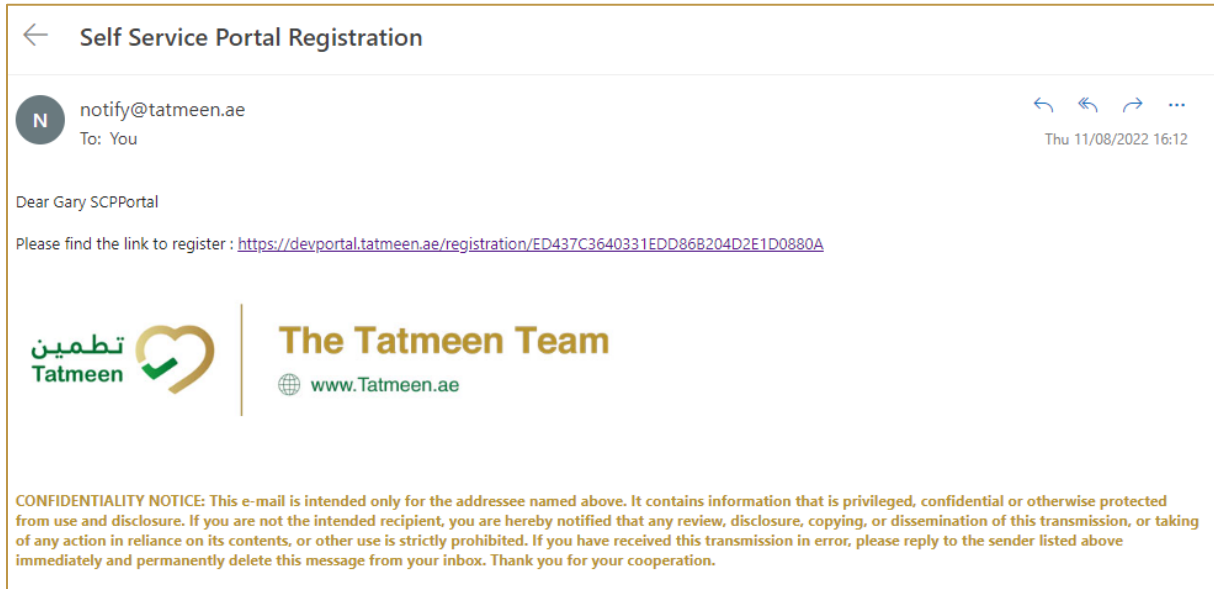 Self Service Portal Registration
N
notify@tatmeen.ae
To: You
Thu 11/08/2022 16:12
Dear Gary SCPPortal
Please find the link to register : https://devportal.tatmeen.ae/registration/ED437C3640331EDD86B204D2E1D0880A
تطمين
Tatmeen
The Tatmeen Team
www.Tatmeen.ae
CONFIDENTIALITY NOTICE: This e-mail is intended only for the addressee named above. It contains information that is privileged, confidential or otherwise protected
from use and disclosure. If you are not the intended recipient, you are hereby notified that any review, disclosure, copying, or dissemination of this transmission, or taking
of any action in reliance on its contents, or other use is strictly prohibited. If you have received this transmission in error, please reply to the sender listed above
immediately and permanently delete this message from your inbox. Thank you for your cooperation.